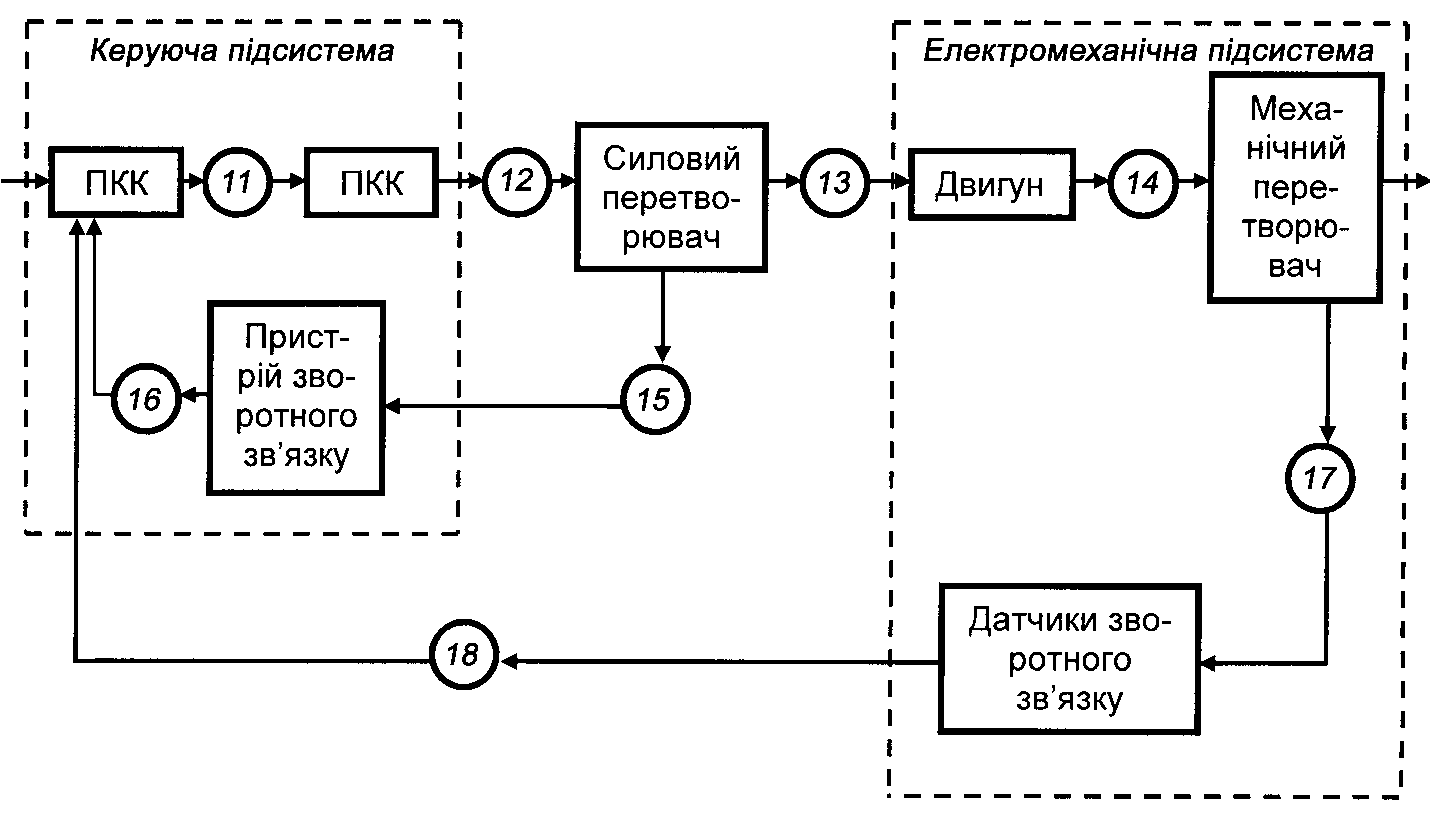 Керуюча підсистема
Електромеханічна підсистема
ПКК
11
ПКК
12
Силовий
перетво-
рювач
13
Двигун
14
Меха-
нічний
пере-
творю-
вач
Прист-
рій зво-
ротного
зв’язку
16
15
17
Датчики зво-
ротного
зв’язку
18